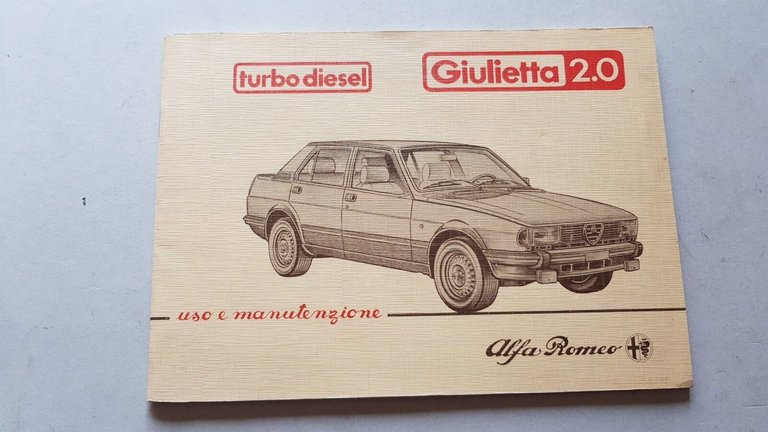 turbo diesel
Giulietta 2.0
uso e manutenzione
Alfa Romeo